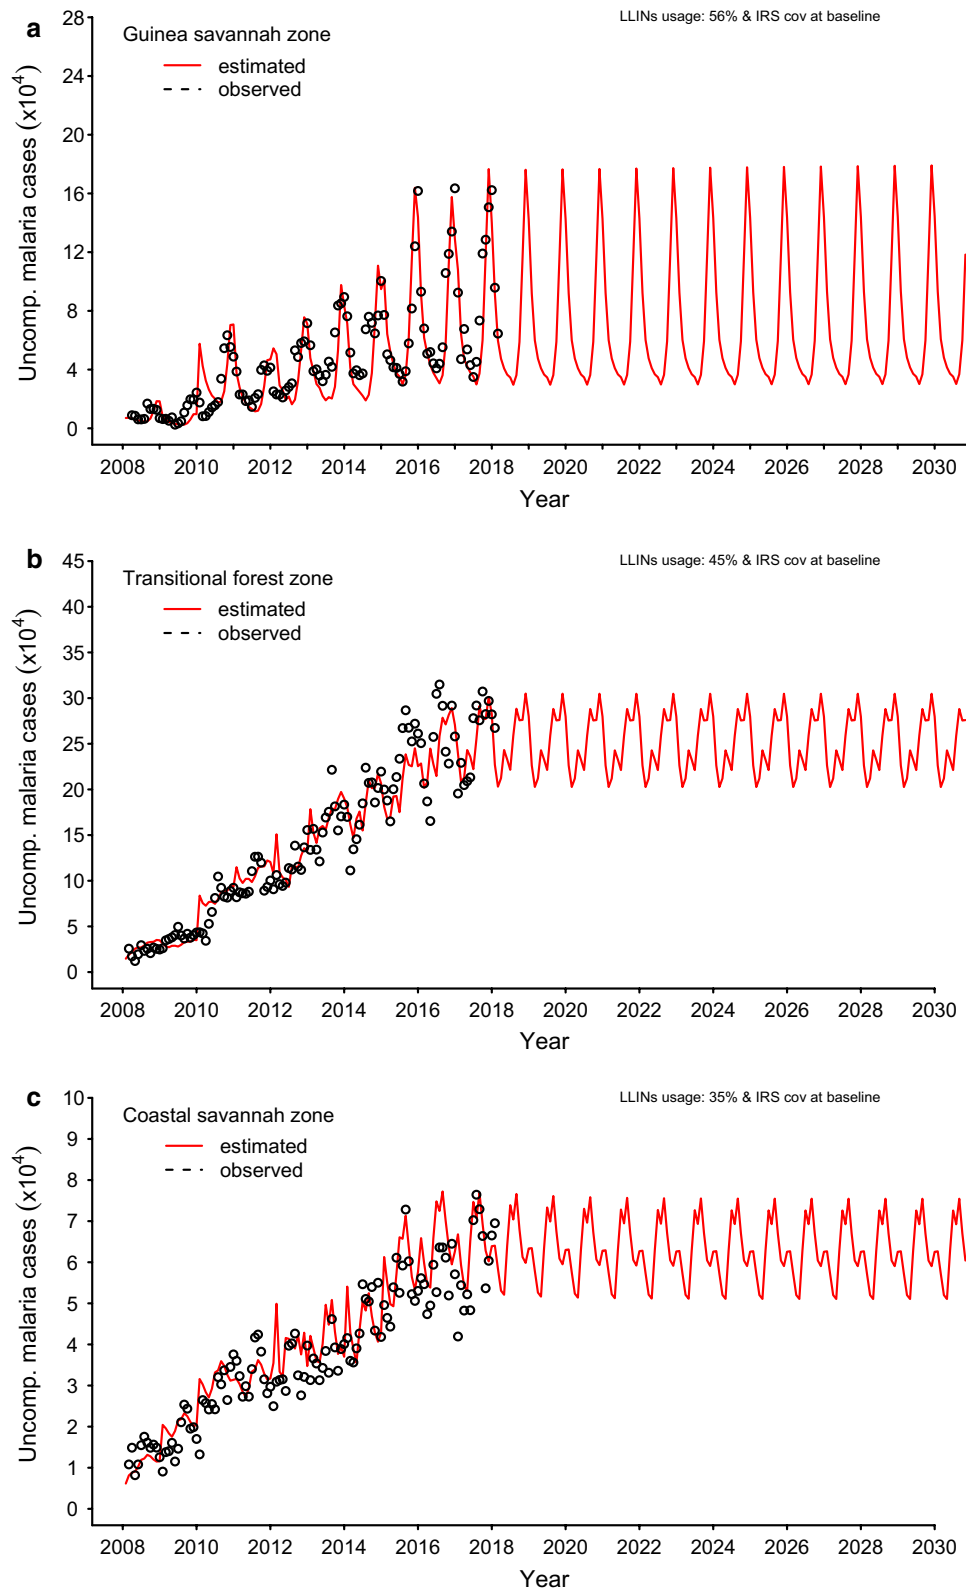 a
LLINs usage: 56% & IRS cov at baseline
Guinea savannah zone
estimated
observed
Uncomp. malaria cases (x10⁴)
28
24
20
16
12
8
4
0
2008 2010 2012 2014 2016 2018 2020 2022 2024 2026 2028 2030
Year
b
LLINs usage: 45% & IRS cov at baseline
Transitional forest zone
estimated
observed
Uncomp. malaria cases (x10⁴)
45
40
35
30
25
20
15
10
5
0
2008 2010 2012 2014 2016 2018 2020 2022 2024 2026 2028 2030
Year
c
LLINs usage: 35% & IRS cov at baseline
Coastal savannah zone
estimated
observed
Uncomp. malaria cases (x10⁴)
10
9
8
7
6
5
4
3
2
1
0
2008 2010 2012 2014 2016 2018 2020 2022 2024 2026 2028 2030
Year